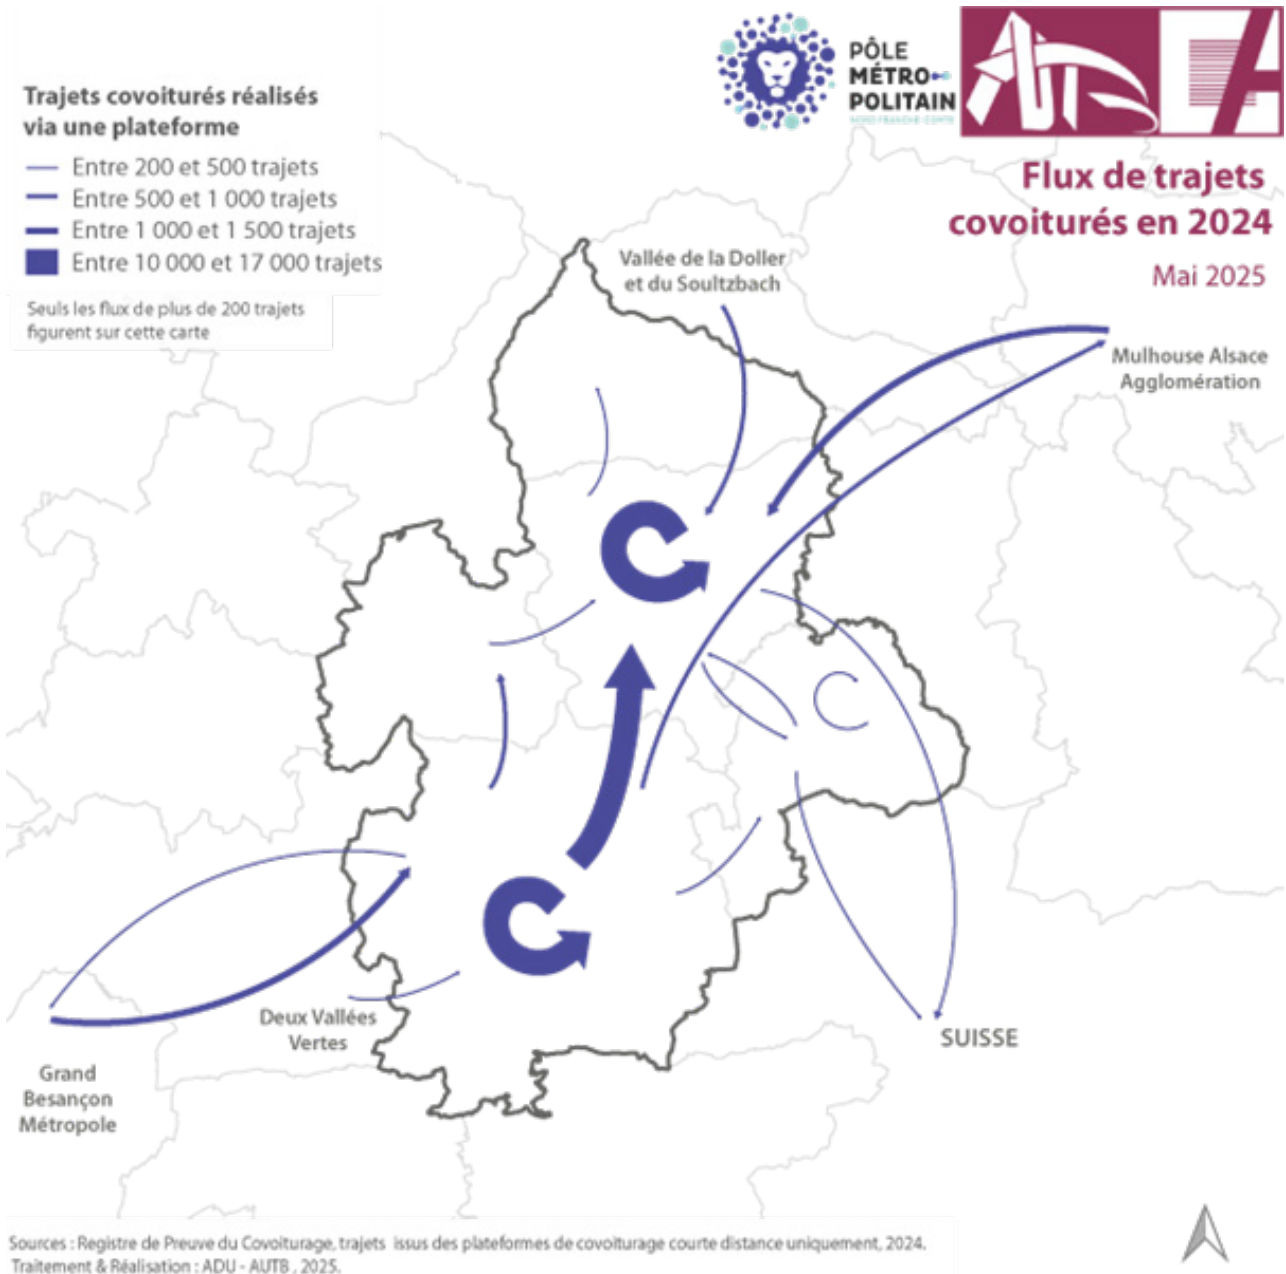 PÔLE
MÉTRO-
POLITAIN
NORD FRANCHE-COMTÉ
AUTB
Flux de trajets
covoiturés en 2024
Mai 2025
Trajets covoiturés réalisés
via une plateforme
Entre 200 et 500 trajets
Entre 500 et 1 000 trajets
Entre 1 000 et 1 500 trajets
Entre 10 000 et 17 000 trajets
Seuls les flux de plus de 200 trajets
figurent sur cette carte
Vallée de la Doller
et du Soultzbach
Mulhouse Alsace
Agglomération
Deux Vallées
Vertes
SUISSE
Grand
Besançon
Métropole
Sources : Registre de Preuve du Covoiturage, trajets issus des plateformes de covoiturage courte distance uniquement, 2024.
Traitement & Réalisation : ADU - AUTB , 2025.